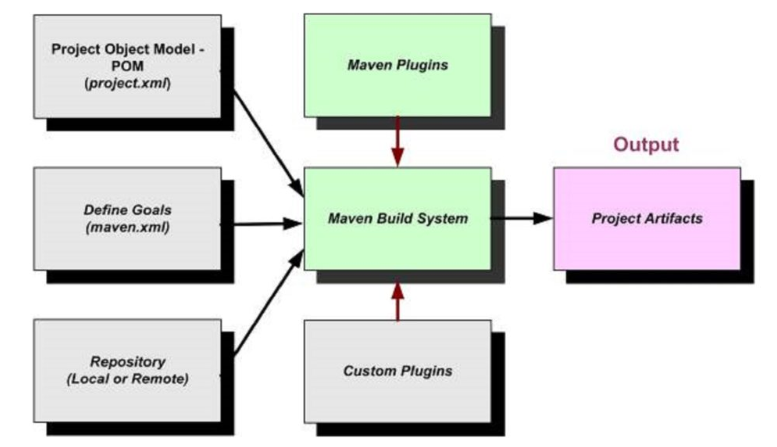 Project Object Model -
POM
(project.xml)
Maven Plugins
Output
Define Goals
(maven.xml)
Maven Build System
Project Artifacts
Repository
(Local or Remote)
Custom Plugins